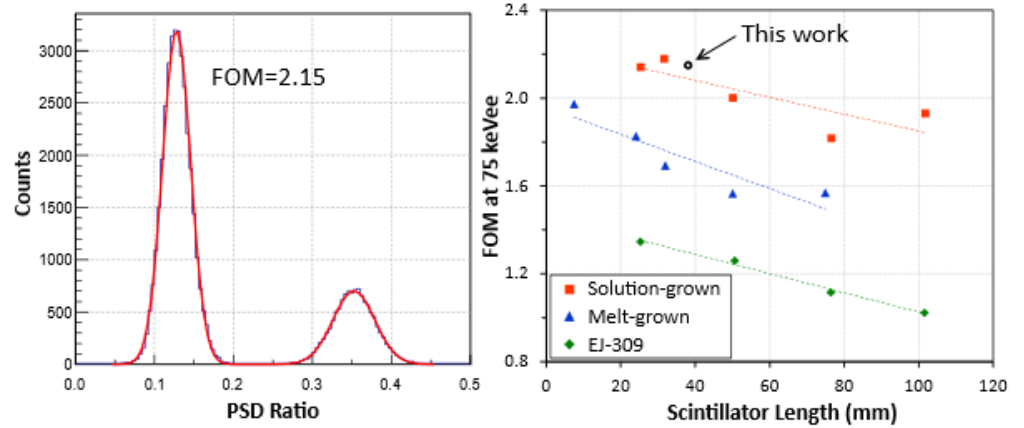 3000
2500
2000
1500
1000
500
0
Counts
FOM=2.15
0.0 0.1 0.2 0.3 0.4 0.5
PSD Ratio
2.4
2.0
1.6
1.2
0.8
FOM at 75 keVee
This work
Solution-grown
Melt-grown
EJ-309
0 20 40 60 80 100 120
Scintillator Length (mm)